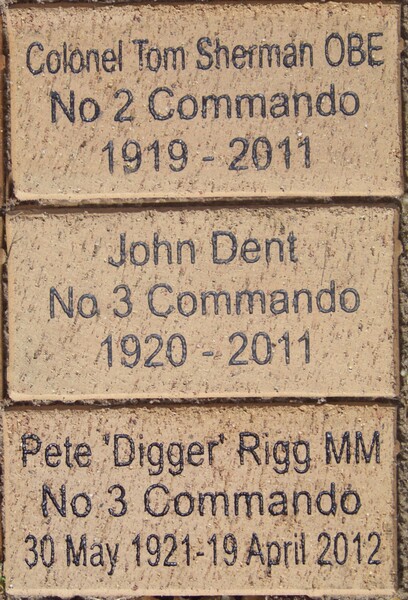 Colonel Tom Sherman OBE
No 2 Commando
1919 - 2011
John Dent
No 3 Commando
1920 - 2011
Pete 'Digger' Rigg MM
No 3 Commando
30 May 1921-19 April 2012